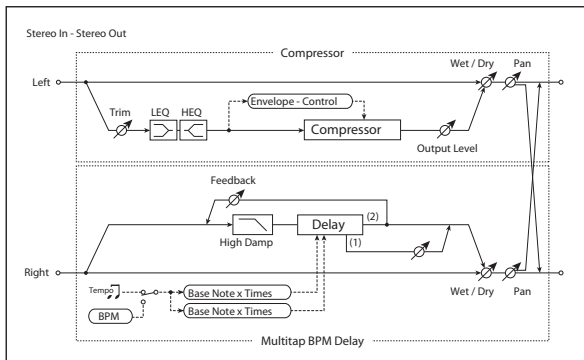 Stereo In - Stereo Out
Compressor
Wet / Dry
Pan
Left
Trim
LEQ
HEQ
Envelope - Control
Compressor
Output Level
Feedback
High Damp
Delay
(2)
(1)
Right
Wet / Dry
Pan
Tempo
BPM
Base Note x Times
Base Note x Times
Multitap BPM Delay